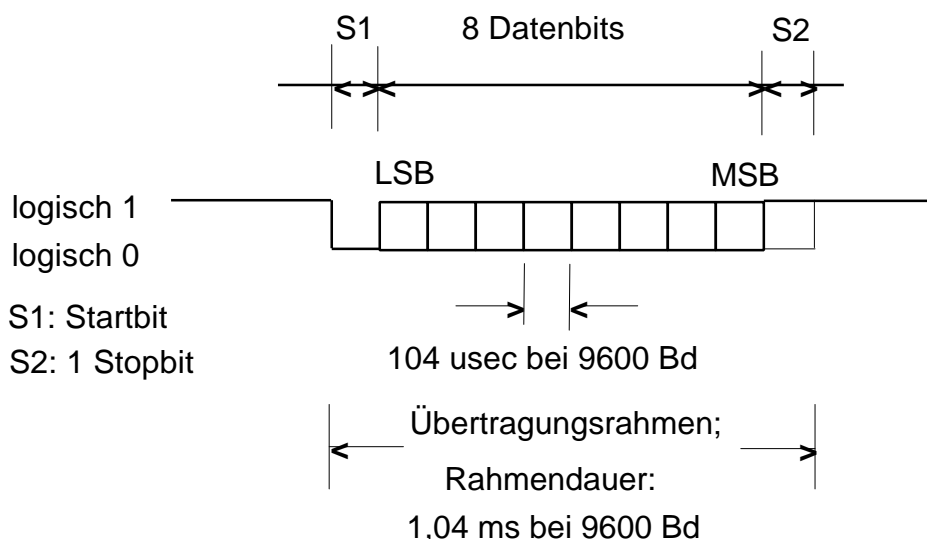 S1 8 Datenbits S2
LSB MSB
logisch 1
logisch 0
S1: Startbit
S2: 1 Stopbit
104 usec bei 9600 Bd
Übertragungsrahmen;
Rahmendauer:
1,04 ms bei 9600 Bd